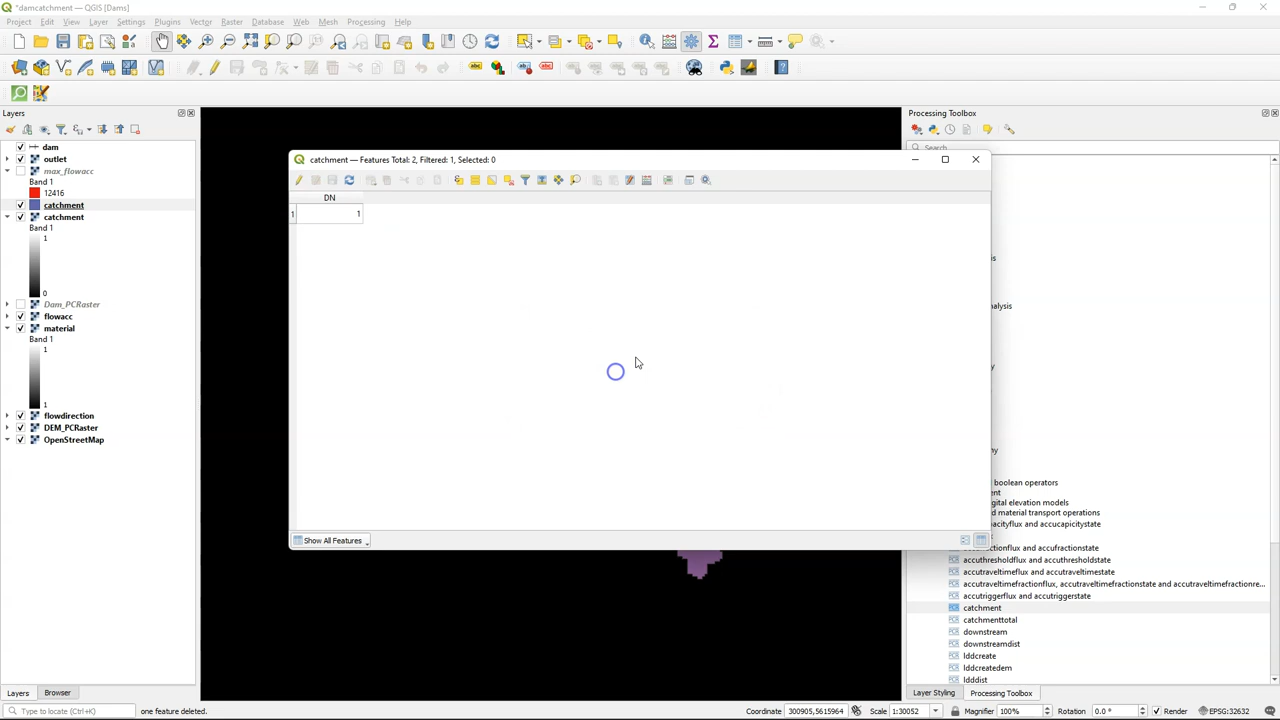 *damcatchment — QGIS [Dams]
Project Edit View Layer Settings Plugins Vector Raster Database Web Mesh Processing Help
Layers
dam
outlet
max_flowacc
Band 1
12416
catchment
catchment
Band 1
1
0
Dam_PCRaster
flowacc
material
Band 1
1
1
flowdirection
DEM_PCRaster
OpenStreetMap
catchment — Features Total: 2, Filtered: 1, Selected: 0
DN
1 1
Show All Features
Processing Toolbox
Search
s
alysis
y
ny
boolean operators
ent
gital elevation models
d material transport operations
acityflux and accucapicitystate
actionflux and accufractionstate
accuthresholdflux and accuthresholdstate
accutraveltimeflux and accutraveltimestate
accutraveltimefractionflux, accutraveltimefractionstate and accutraveltimefractionre...
accutriggerflux and accutriggerstate
catchment
catchmenttotal
downstream
downstreamdist
lddcreate
lddcreatedem
ldddist
Layers Browser
Layer Styling Processing Toolbox
Type to locate (Ctrl+K) one feature deleted. Coordinate 300905,5615964 Scale 1:30052 Magnifier 100% Rotation 0.0 ° Render EPSG:32632